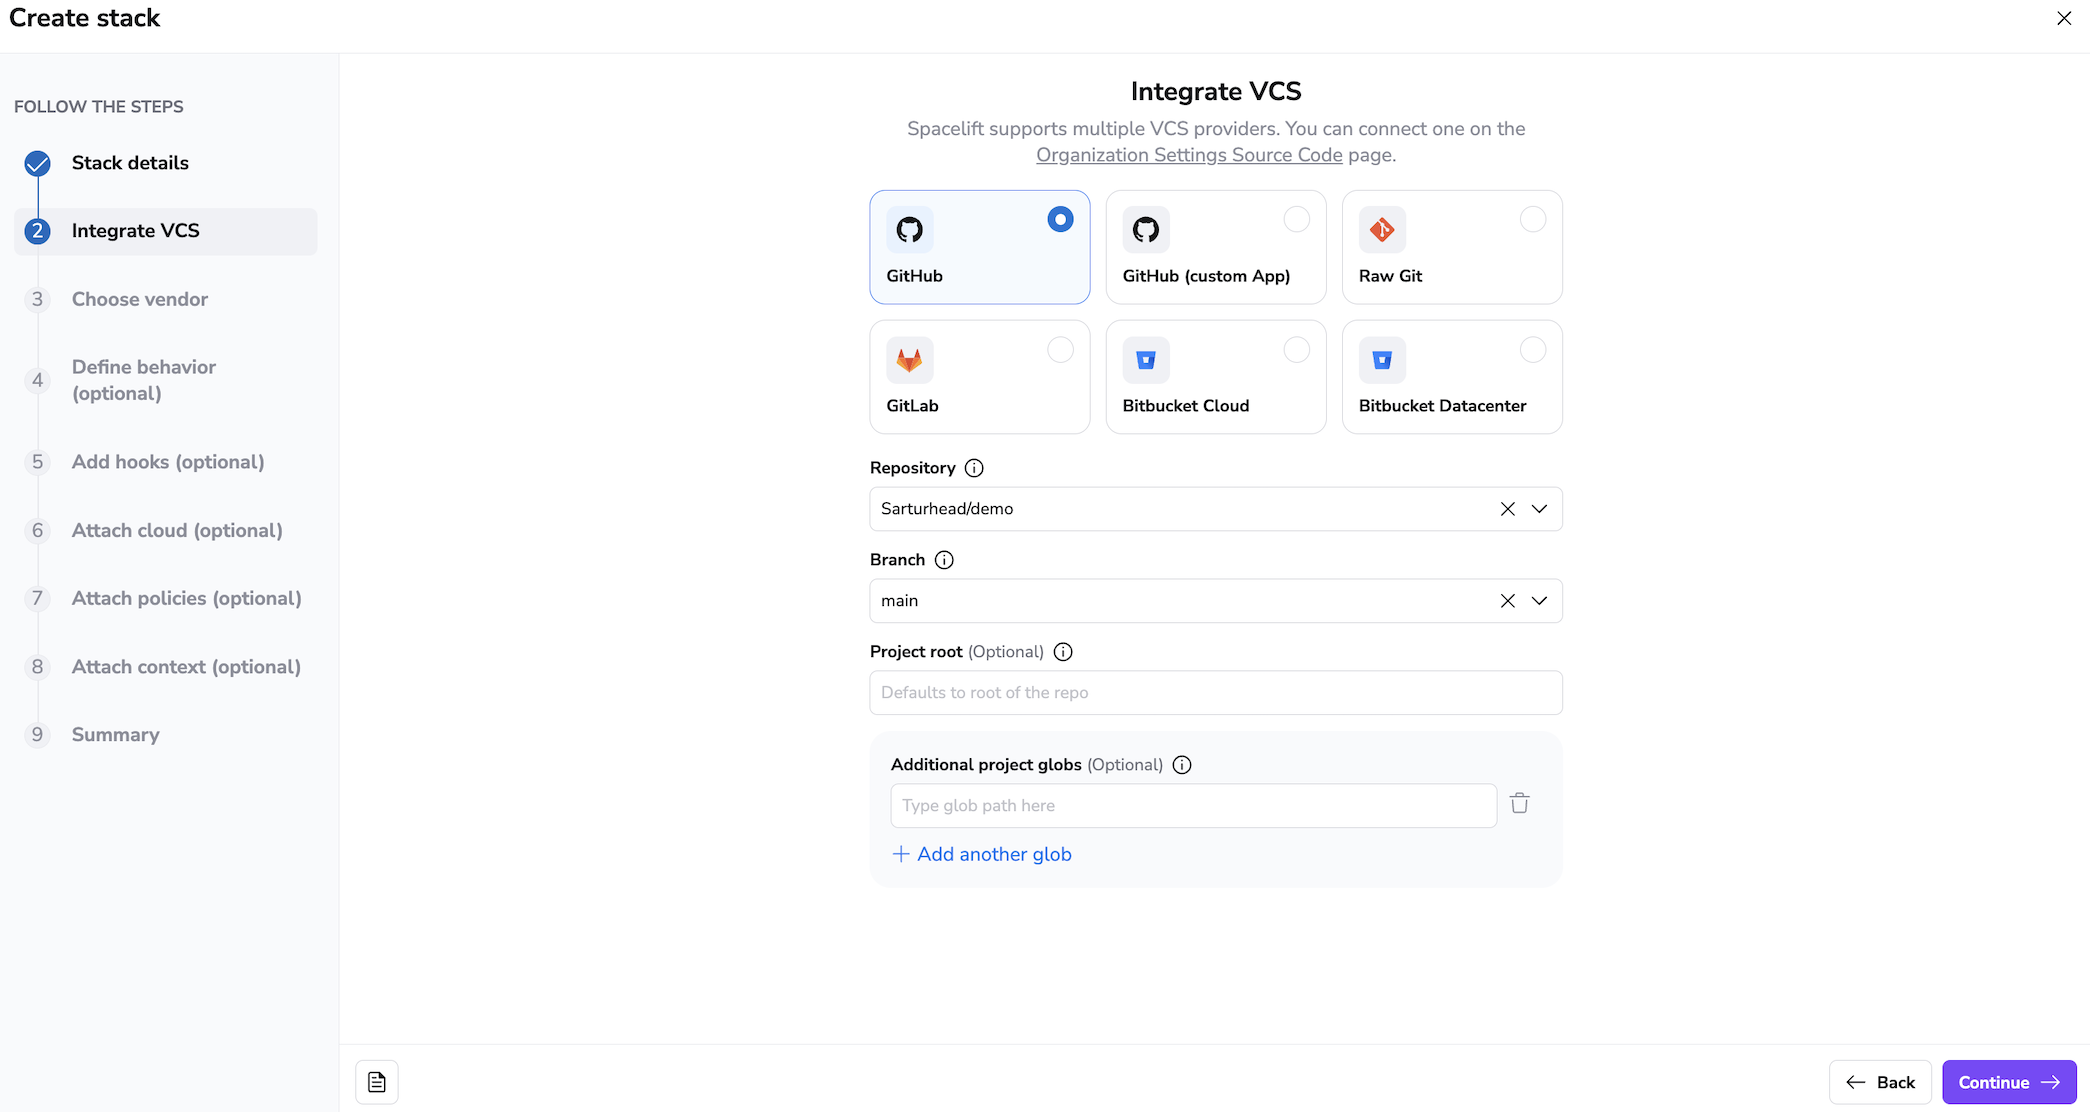 Create stack
FOLLOW THE STEPS
Stack details
2 Integrate VCS
3 Choose vendor
4 Define behavior
(optional)
5 Add hooks (optional)
6 Attach cloud (optional)
7 Attach policies (optional)
8 Attach context (optional)
9 Summary
Integrate VCS
Spacelift supports multiple VCS providers. You can connect one on the
Organization Settings Source Code page.
GitHub
GitHub (custom App)
Raw Git
GitLab
Bitbucket Cloud
Bitbucket Datacenter
Repository
Sarturhead/demo
Branch
main
Project root (Optional)
Defaults to root of the repo
Additional project globs (Optional)
Type glob path here
Add another glob
Back
Continue